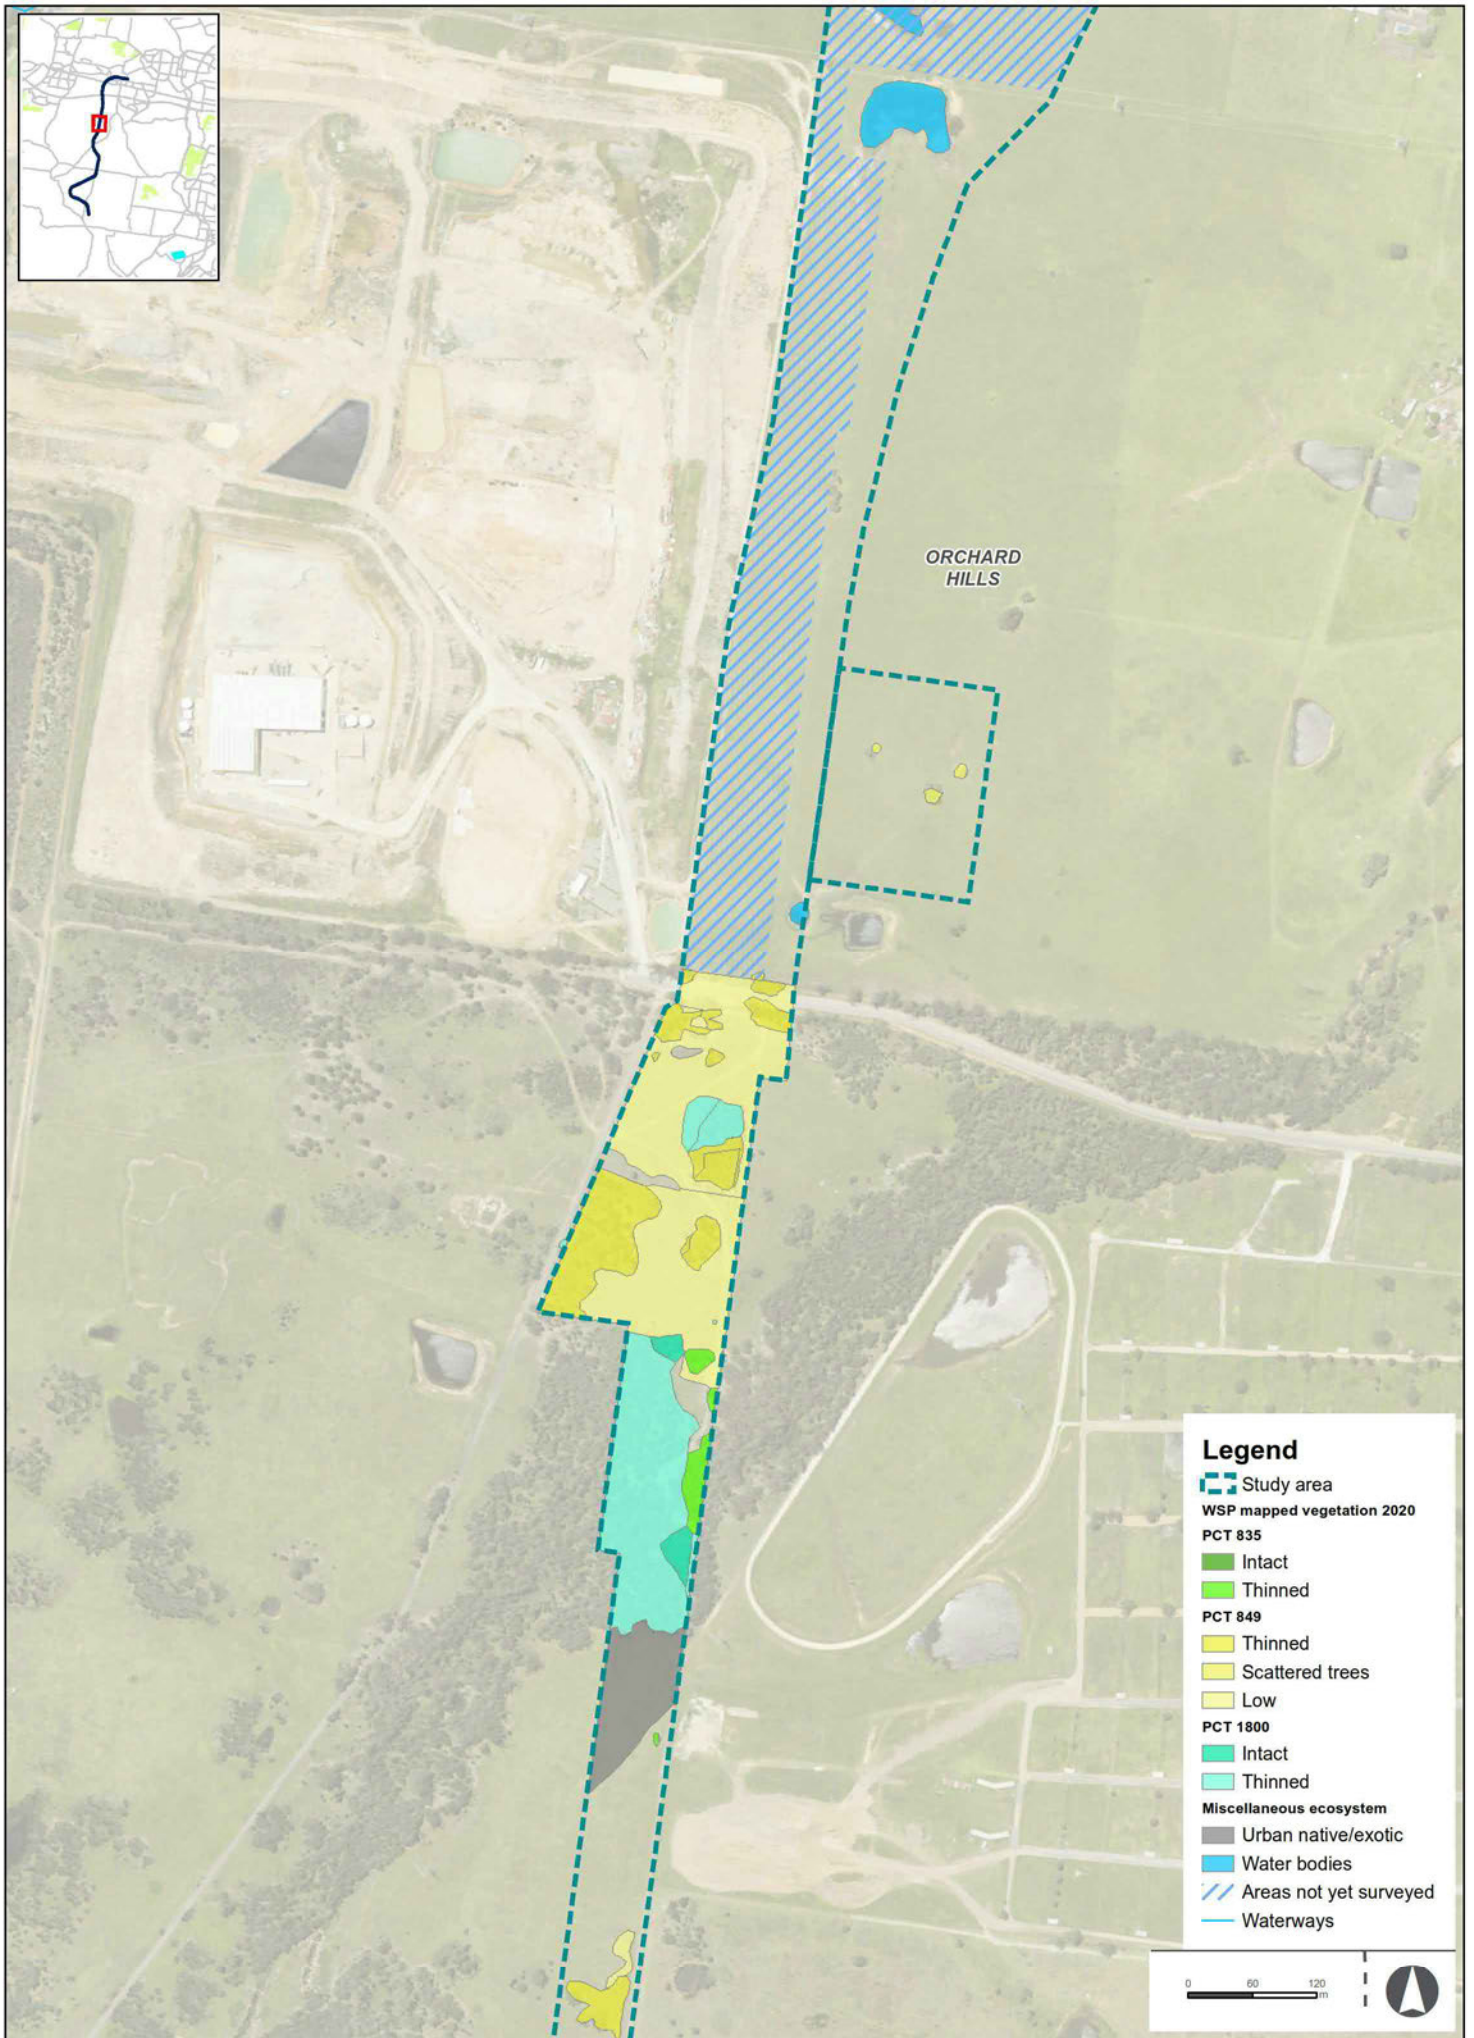 ORCHARD
HILLS
Legend
Study area
WSP mapped vegetation 2020
PCT 835
Intact
Thinned
PCT 849
Thinned
Scattered trees
Low
PCT 1800
Intact
Thinned
Miscellaneous ecosystem
Urban native/exotic
Water bodies
Areas not yet surveyed
Waterways
0 60 120
m